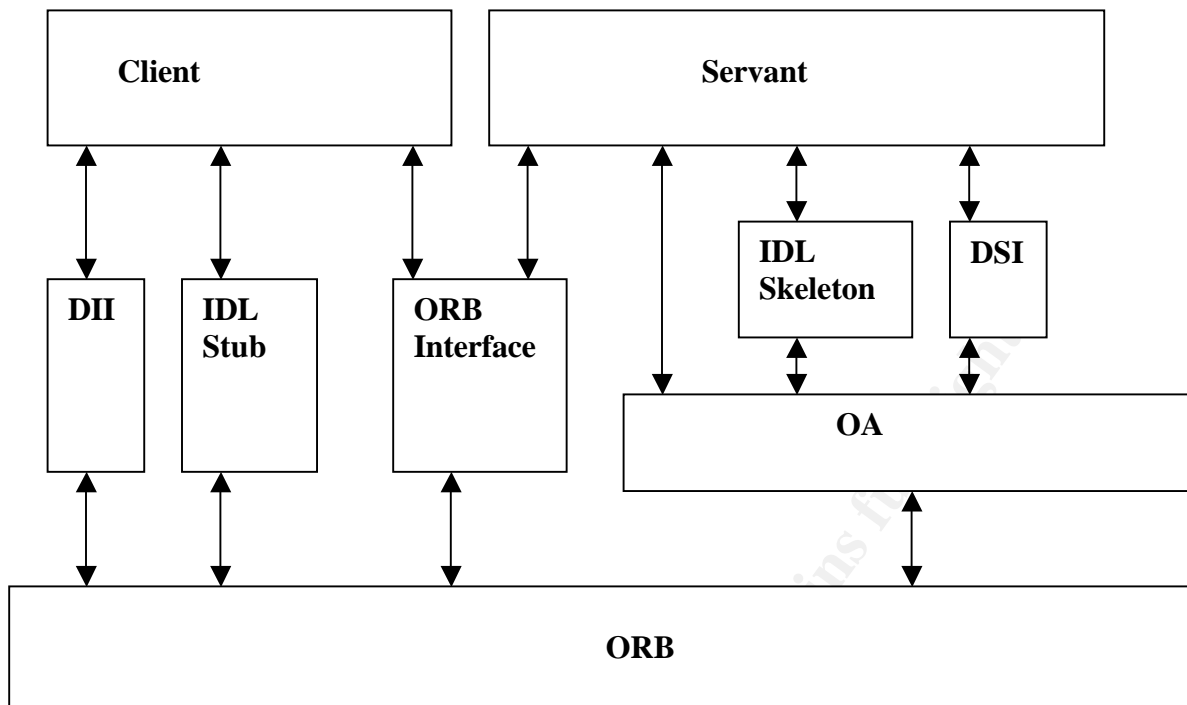 Client
Servant
DII
IDL
Stub
ORB
Interface
IDL
Skeleton
DSI
OA
ORB